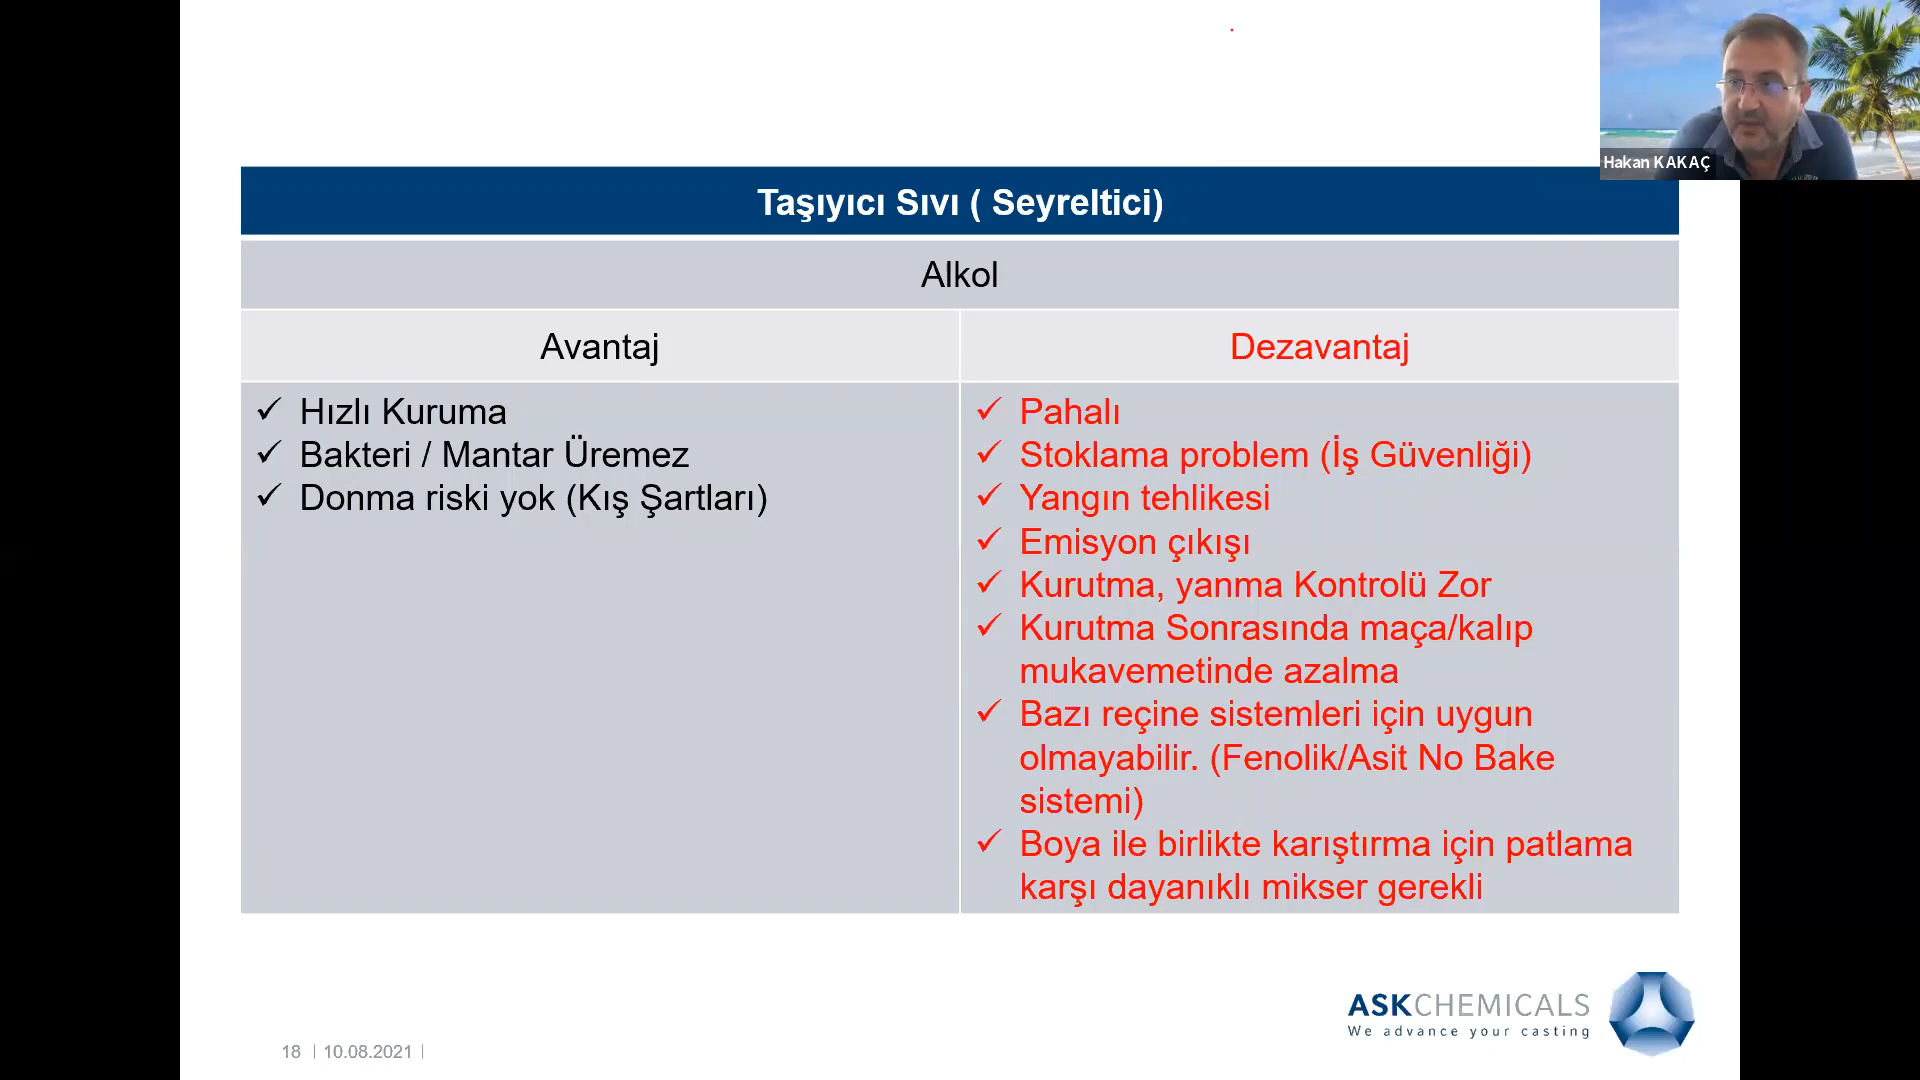 Hakan KAKAÇ
Taşıyıcı Sıvı ( Seyreltici)
Alkol
Avantaj
Dezavantaj
✓ Hızlı Kuruma
✓ Bakteri / Mantar Üremez
✓ Donma riski yok (Kış Şartları)
✓ Pahalı
✓ Stoklama problem (İş Güvenliği)
✓ Yangın tehlikesi
✓ Emisyon çıkışı
✓ Kurutma, yanma Kontrolü Zor
✓ Kurutma Sonrasında maça/kalıp
mukavemetinde azalma
✓ Bazı reçine sistemleri için uygun
olmayabilir. (Fenolik/Asit No Bake
sistemi)
✓ Boya ile birlikte karıştırma için patlama
karşı dayanıklı mikser gerekli
ASKCHEMICALS
We advance your casting
18 | 10.08.2021 |